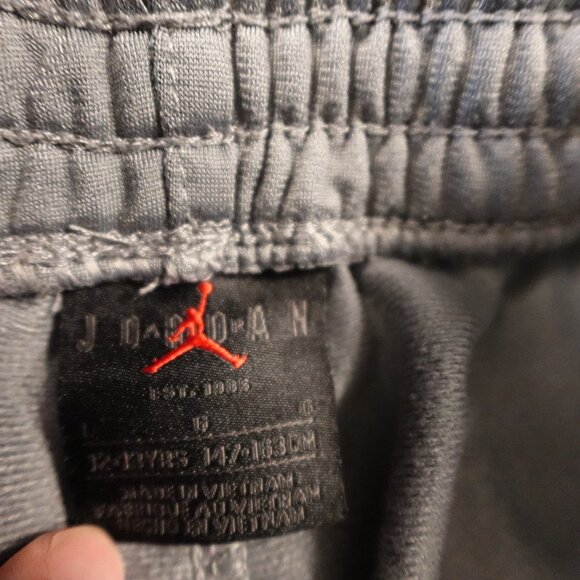 JORDAN
EST. 1985
L G G
12-13YRS 147-163CM
MADE IN VIETNAM
FABRIQUÉ AU VIETNAM
HECHO EN VIETNAM